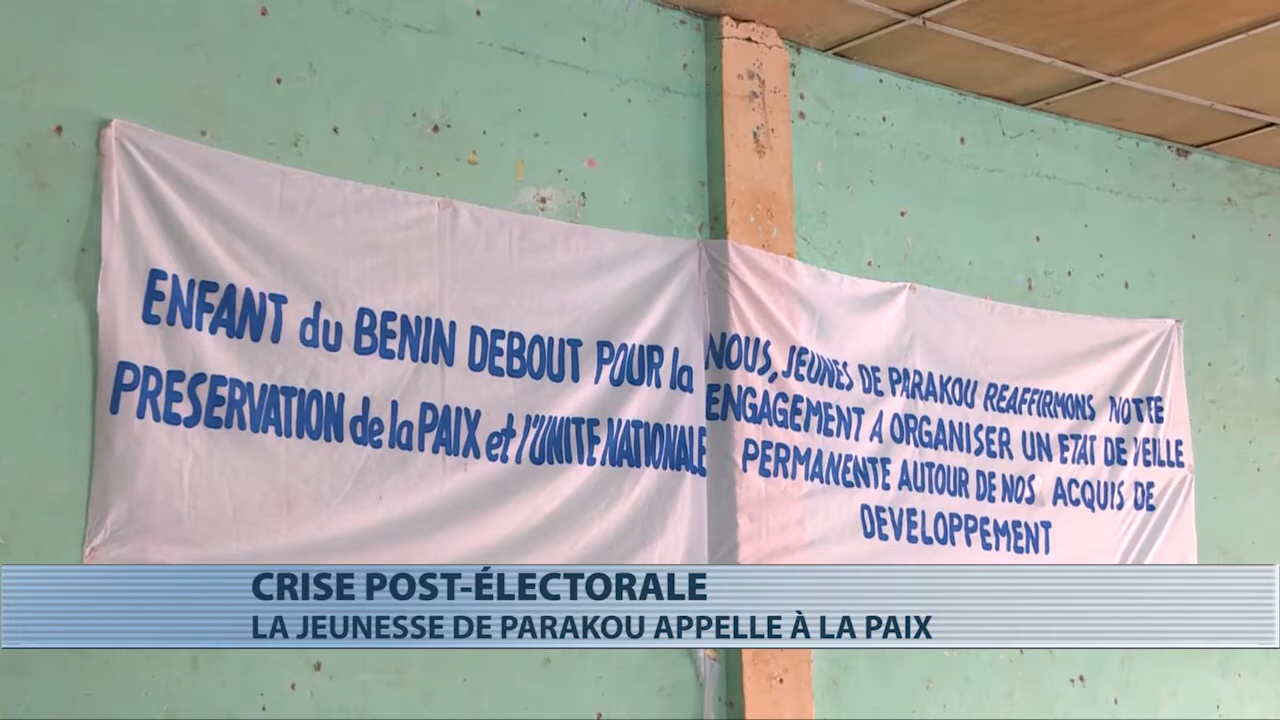 ENFANT du BENIN DEBOUT POUR la
PRESERVATION de la PAIX et l'UNITE NATIONALE
NOUS, JEUNES DE PARAKOU REAFFIRMONS NOTTE
ENGAGEMENT A ORGANISER UN ETAT DE VEILLE
PERMANENTE AUTOUR DE NOS ACQUIS DE
DEVELOPPEMENT
CRISE POST-ÉLECTORALE
LA JEUNESSE DE PARAKOU APPELLE À LA PAIX